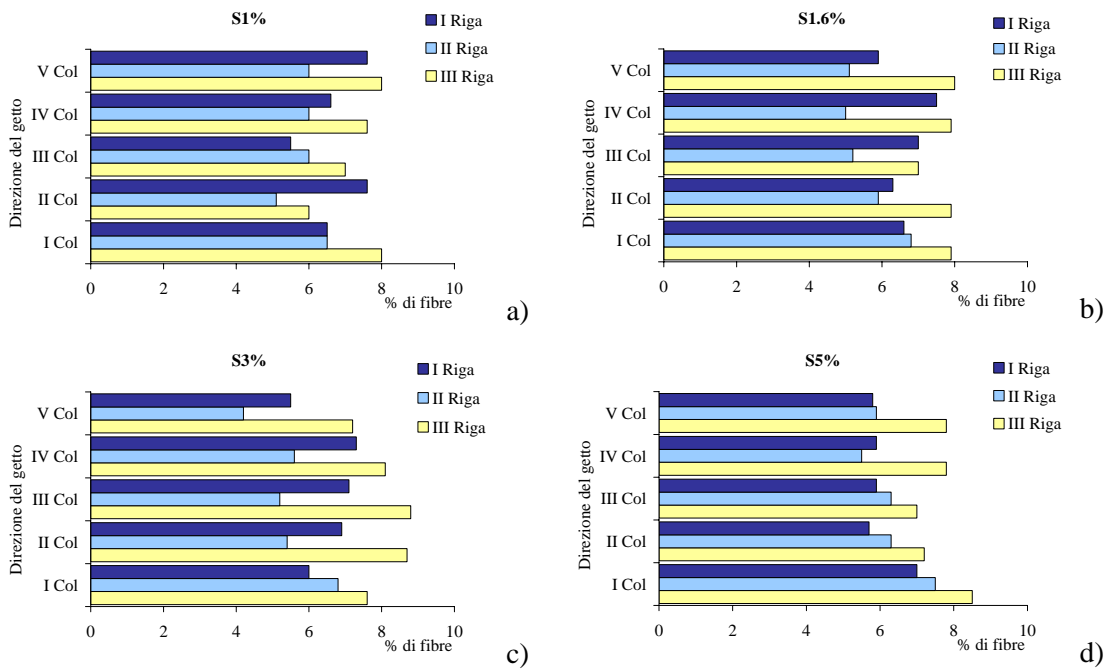 S1%
I Riga
II Riga
III Riga
Direzione del getto
V Col
IV Col
III Col
II Col
I Col
0 2 4 6 8 10
% di fibre
a)
S1.6%
I Riga
II Riga
III Riga
Direzione del getto
V Col
IV Col
III Col
II Col
I Col
0 2 4 6 8 10
% di fibre
b)
S3%
I Riga
II Riga
III Riga
Direzione del getto
V Col
IV Col
III Col
II Col
I Col
0 2 4 6 8 10
% di fibre
c)
S5%
I Riga
II Riga
III Riga
Direzione del getto
V Col
IV Col
III Col
II Col
I Col
0 2 4 6 8 10
% di fibre
d)